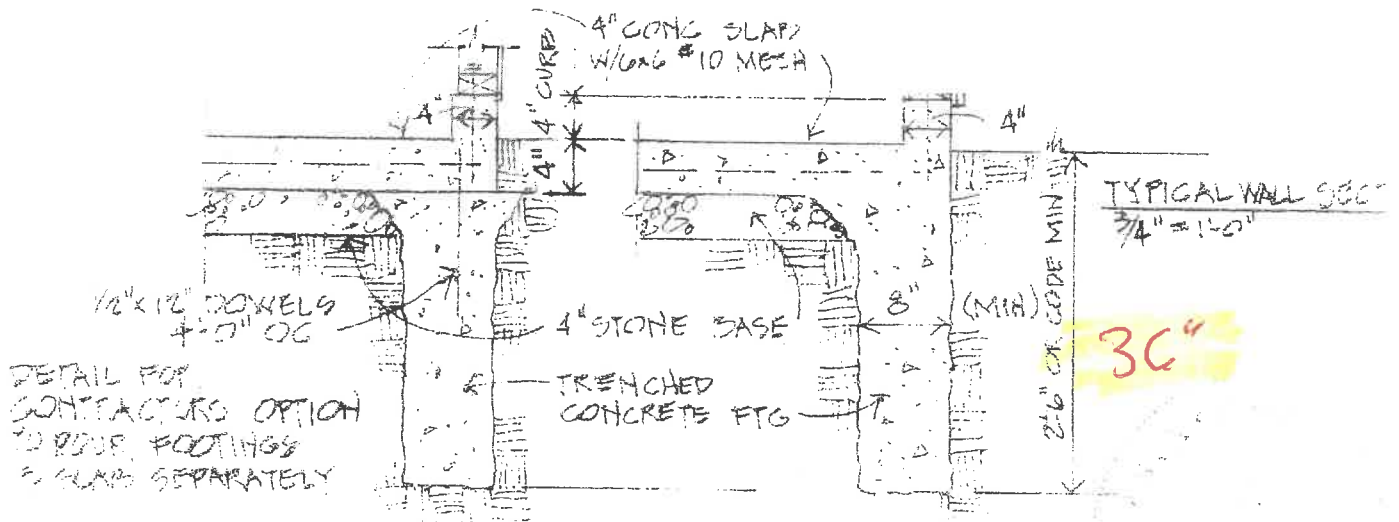 4" CONC SLAB
W/6x6 #10 MESH
4" CURB
4"
4"
4"
TYPICAL WALL SEC
3/4" = 1'-0"
1/2" x 12" DOWELS
4'-0" OC
4" STONE BASE
8" (MIN)
2'6" OR CODE MIN
36"
DETAIL FOR
CONTRACTORS OPTION
TO POUR FOOTINGS
& SLAB SEPARATELY
TRENCHED
CONCRETE FTG